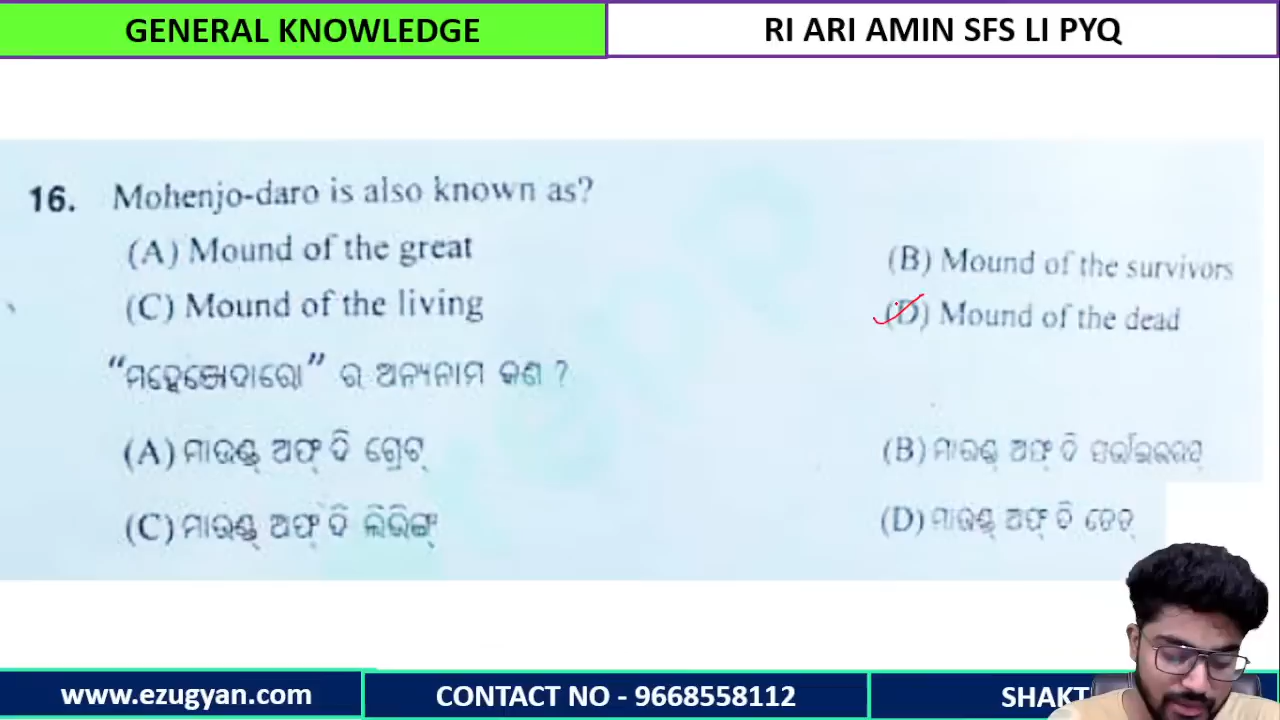 GENERAL KNOWLEDGE
RI ARI AMIN SFS LI PYQ
16. Mohenjo-daro is also known as?
(A) Mound of the great
(B) Mound of the survivors
(C) Mound of the living
(D) Mound of the dead
“ମହେଞ୍ଜୋଦାରୋ” ର ଅନ୍ୟନାମ କଣ ?
(A) ମାଉଣ୍ଡ୍ ଅଫ୍ ଦି ଗ୍ରେଟ୍
(B) ମାଉଣ୍ଡ୍ ଅଫ୍ ଦି
(C) ମାଉଣ୍ଡ୍ ଅଫ୍ ଦି ଲିଭିଙ୍ଗ୍
(D) ମାଉଣ୍ଡ୍ ଅଫ୍ ଦି ଡେଡ୍
www.ezugyan.com
CONTACT NO - 9668558112
SHAKT